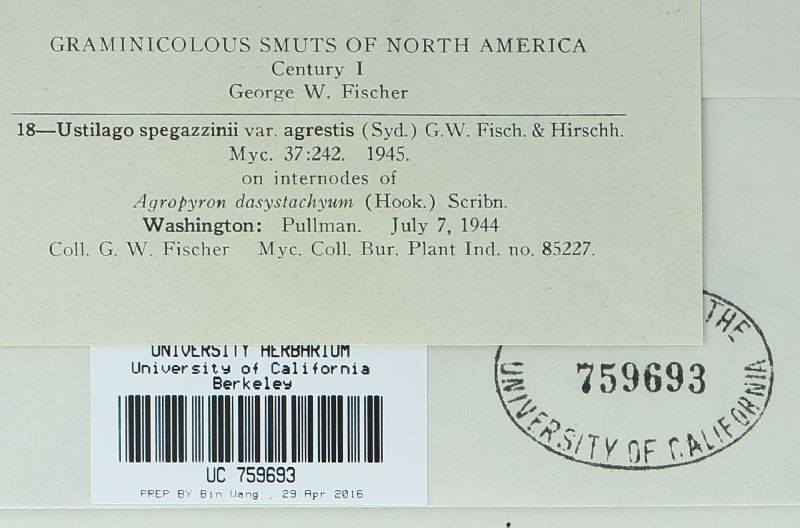 GRAMINICOLOUS SMUTS OF NORTH AMERICA
Century I
George W. Fischer
18—Ustilago spegazzinii var. agrestis (Syd.) G.W. Fisch. & Hirschh.
Myc. 37:242. 1945.
on internodes of
Agropyron dasystachyum (Hook.) Scribn.
Washington: Pullman. July 7, 1944
Coll. G. W. Fischer Myc. Coll. Bur. Plant Ind. no. 85227.
UNIVERSITY HERBARIUM
University of California
Berkeley
UC 759693
PREP BY Bin Wang , 29 Apr 2016
THE
759693
UNIVERSITY OF CALIFORNIA